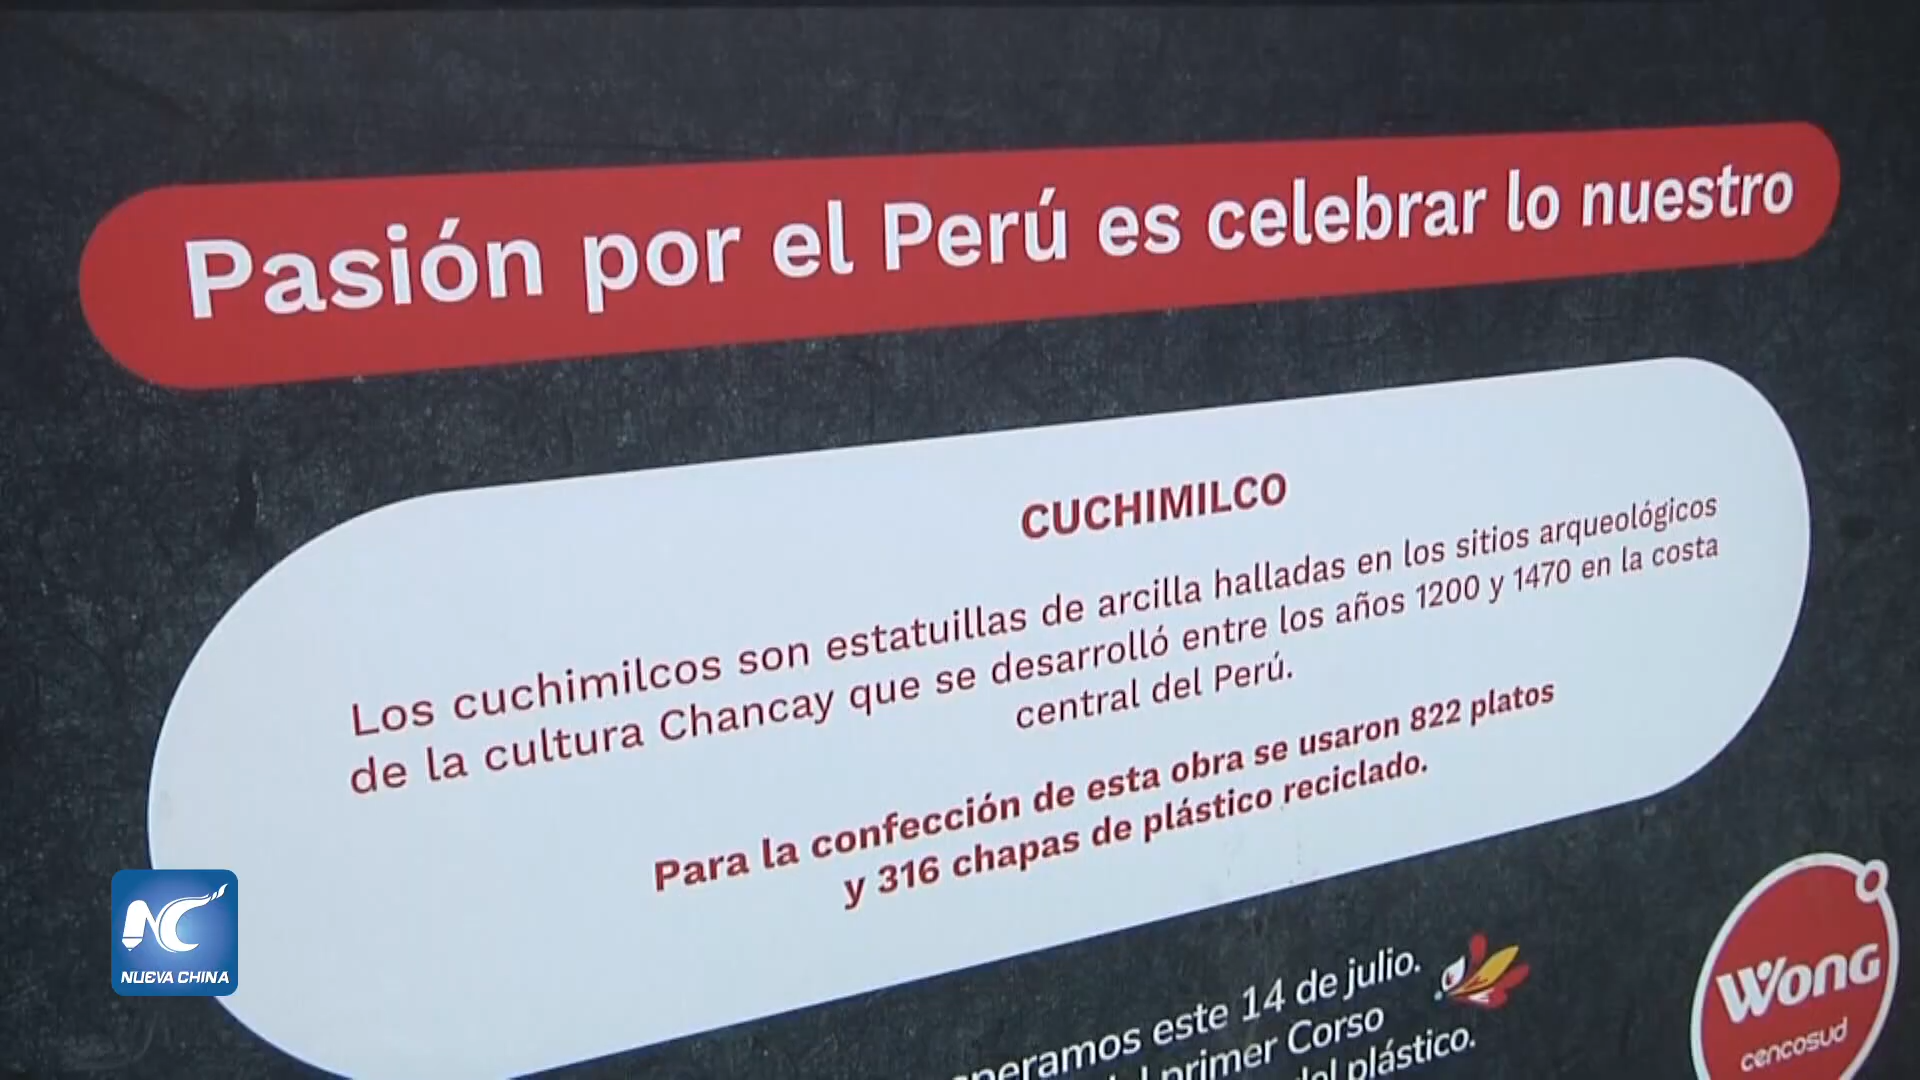 Pasión por el Perú es celebrar lo nuestro
CUCHIMILCO
Los cuchimilcos son estatuillas de arcilla halladas en los sitios arqueológicos
de la cultura Chancay que se desarrolló entre los años 1200 y 1470 en la costa
central del Perú.
Para la confección de esta obra se usaron 822 platos
y 316 chapas de plástico reciclado.
este 14 de julio.
primer Corso
plástico.
Wong
cencosud
NC
NUEVA CHINA